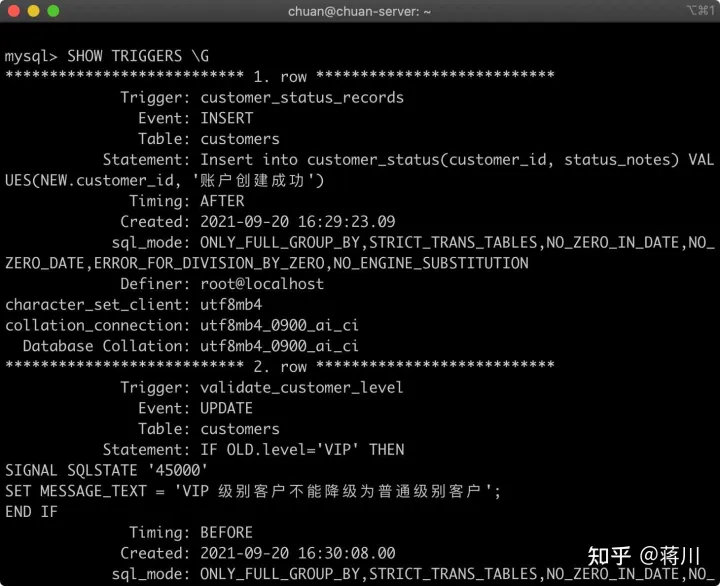 chuan@chuan-server: ~
⌥⌘1
mysql> SHOW TRIGGERS \G
*************************** 1. row ***************************
Trigger: customer_status_records
Event: INSERT
Table: customers
Statement: Insert into customer_status(customer_id, status_notes) VAL
UES(NEW.customer_id, '账户创建成功')
Timing: AFTER
Created: 2021-09-20 16:29:23.09
sql_mode: ONLY_FULL_GROUP_BY,STRICT_TRANS_TABLES,NO_ZERO_IN_DATE,NO_
ZERO_DATE,ERROR_FOR_DIVISION_BY_ZERO,NO_ENGINE_SUBSTITUTION
Definer: root@localhost
character_set_client: utf8mb4
collation_connection: utf8mb4_0900_ai_ci
Database Collation: utf8mb4_0900_ai_ci
*************************** 2. row ***************************
Trigger: validate_customer_level
Event: UPDATE
Table: customers
Statement: IF OLD.level='VIP' THEN
SIGNAL SQLSTATE '45000'
SET MESSAGE_TEXT = 'VIP 级别客户不能降级为普通级别客户';
END IF
Timing: BEFORE
Created: 2021-09-20 16:30:08.00
sql_mode: ONLY_FULL_GROUP_BY,STRICT_TRANS_TABLES,NO_ZERO_IN_DATE,NO_
知乎 @蒋川